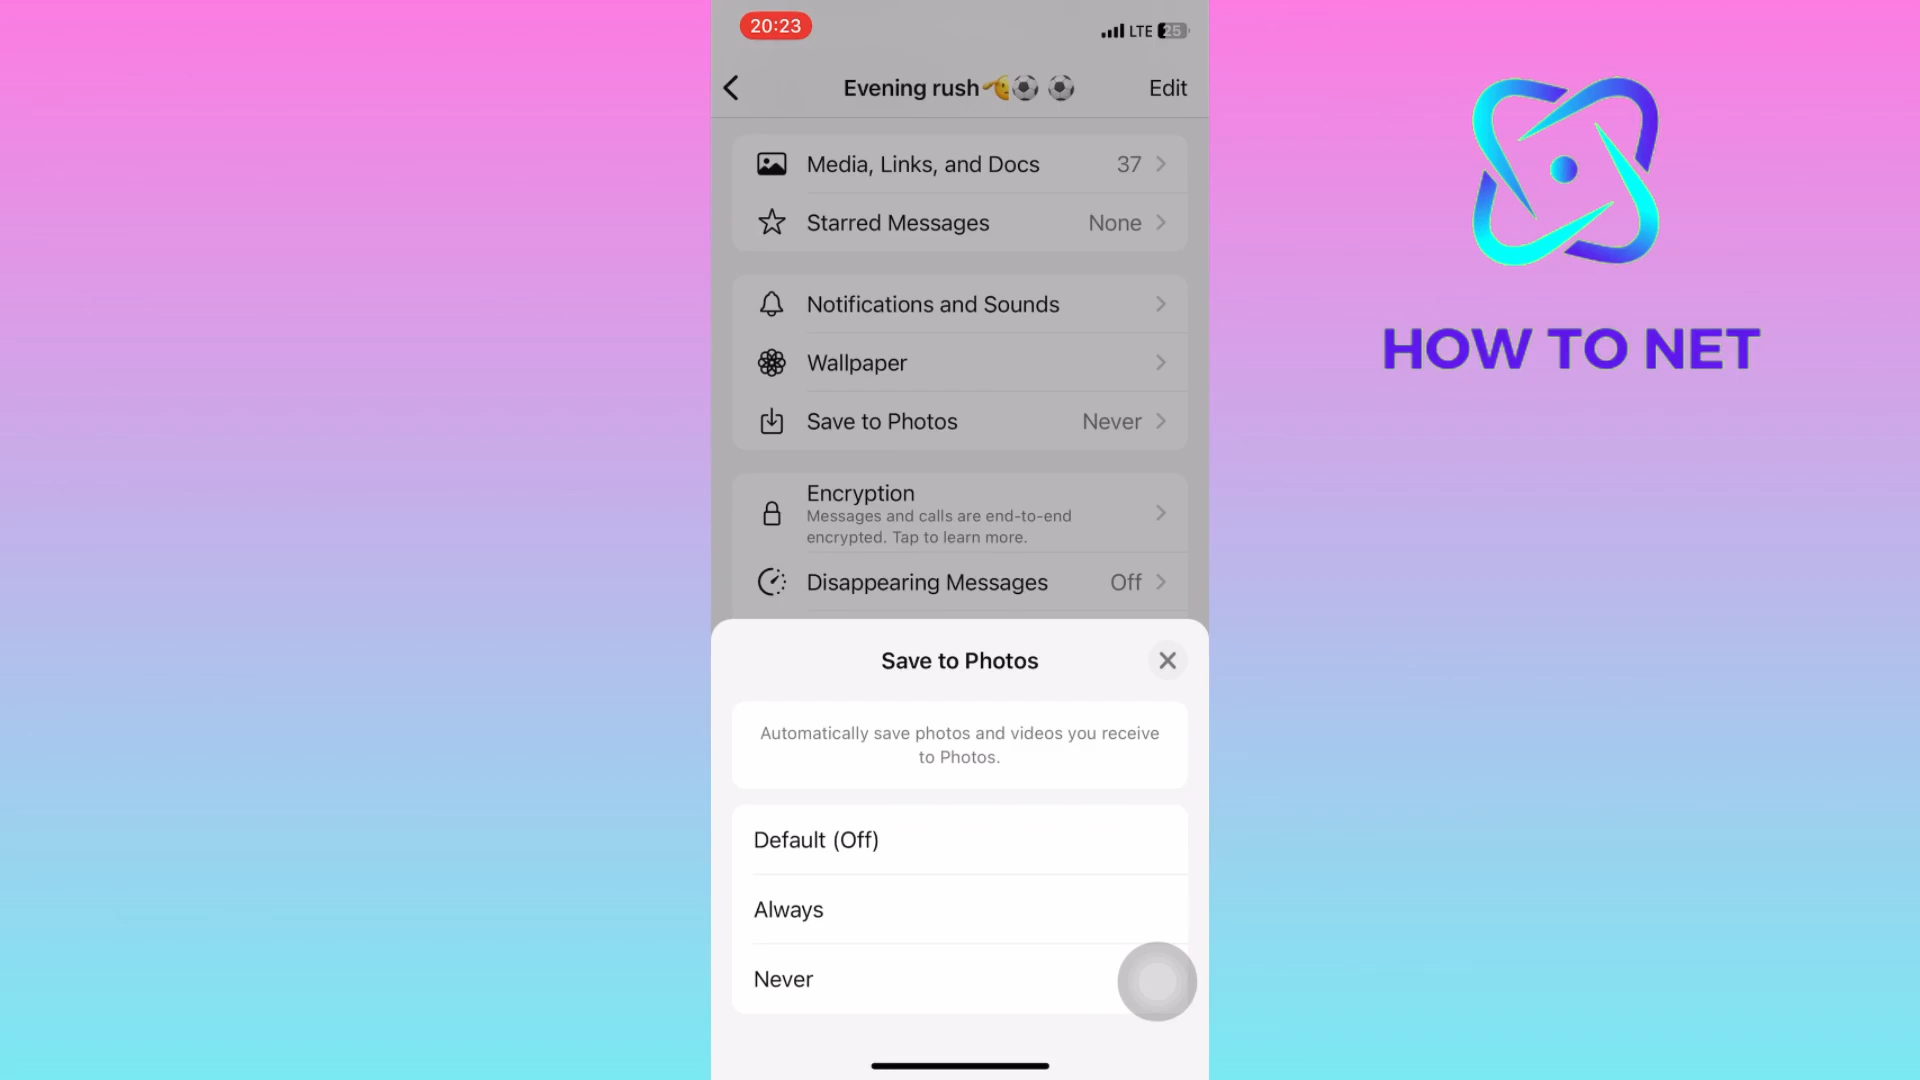 20:23
LTE 25
Evening rush🫡⚽ ⚽
Edit
Media, Links, and Docs 37
Starred Messages None
Notifications and Sounds
Wallpaper
Save to Photos Never
Encryption
Messages and calls are end-to-end
encrypted. Tap to learn more.
Disappearing Messages Off
Save to Photos
Automatically save photos and videos you receive
to Photos.
Default (Off)
Always
Never
HOW TO NET